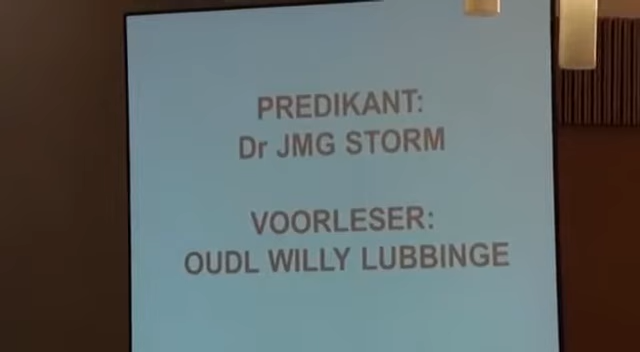 PREDIKANT:
Dr JMG STORM
VOORLESER:
OUDL WILLY LUBBINGE